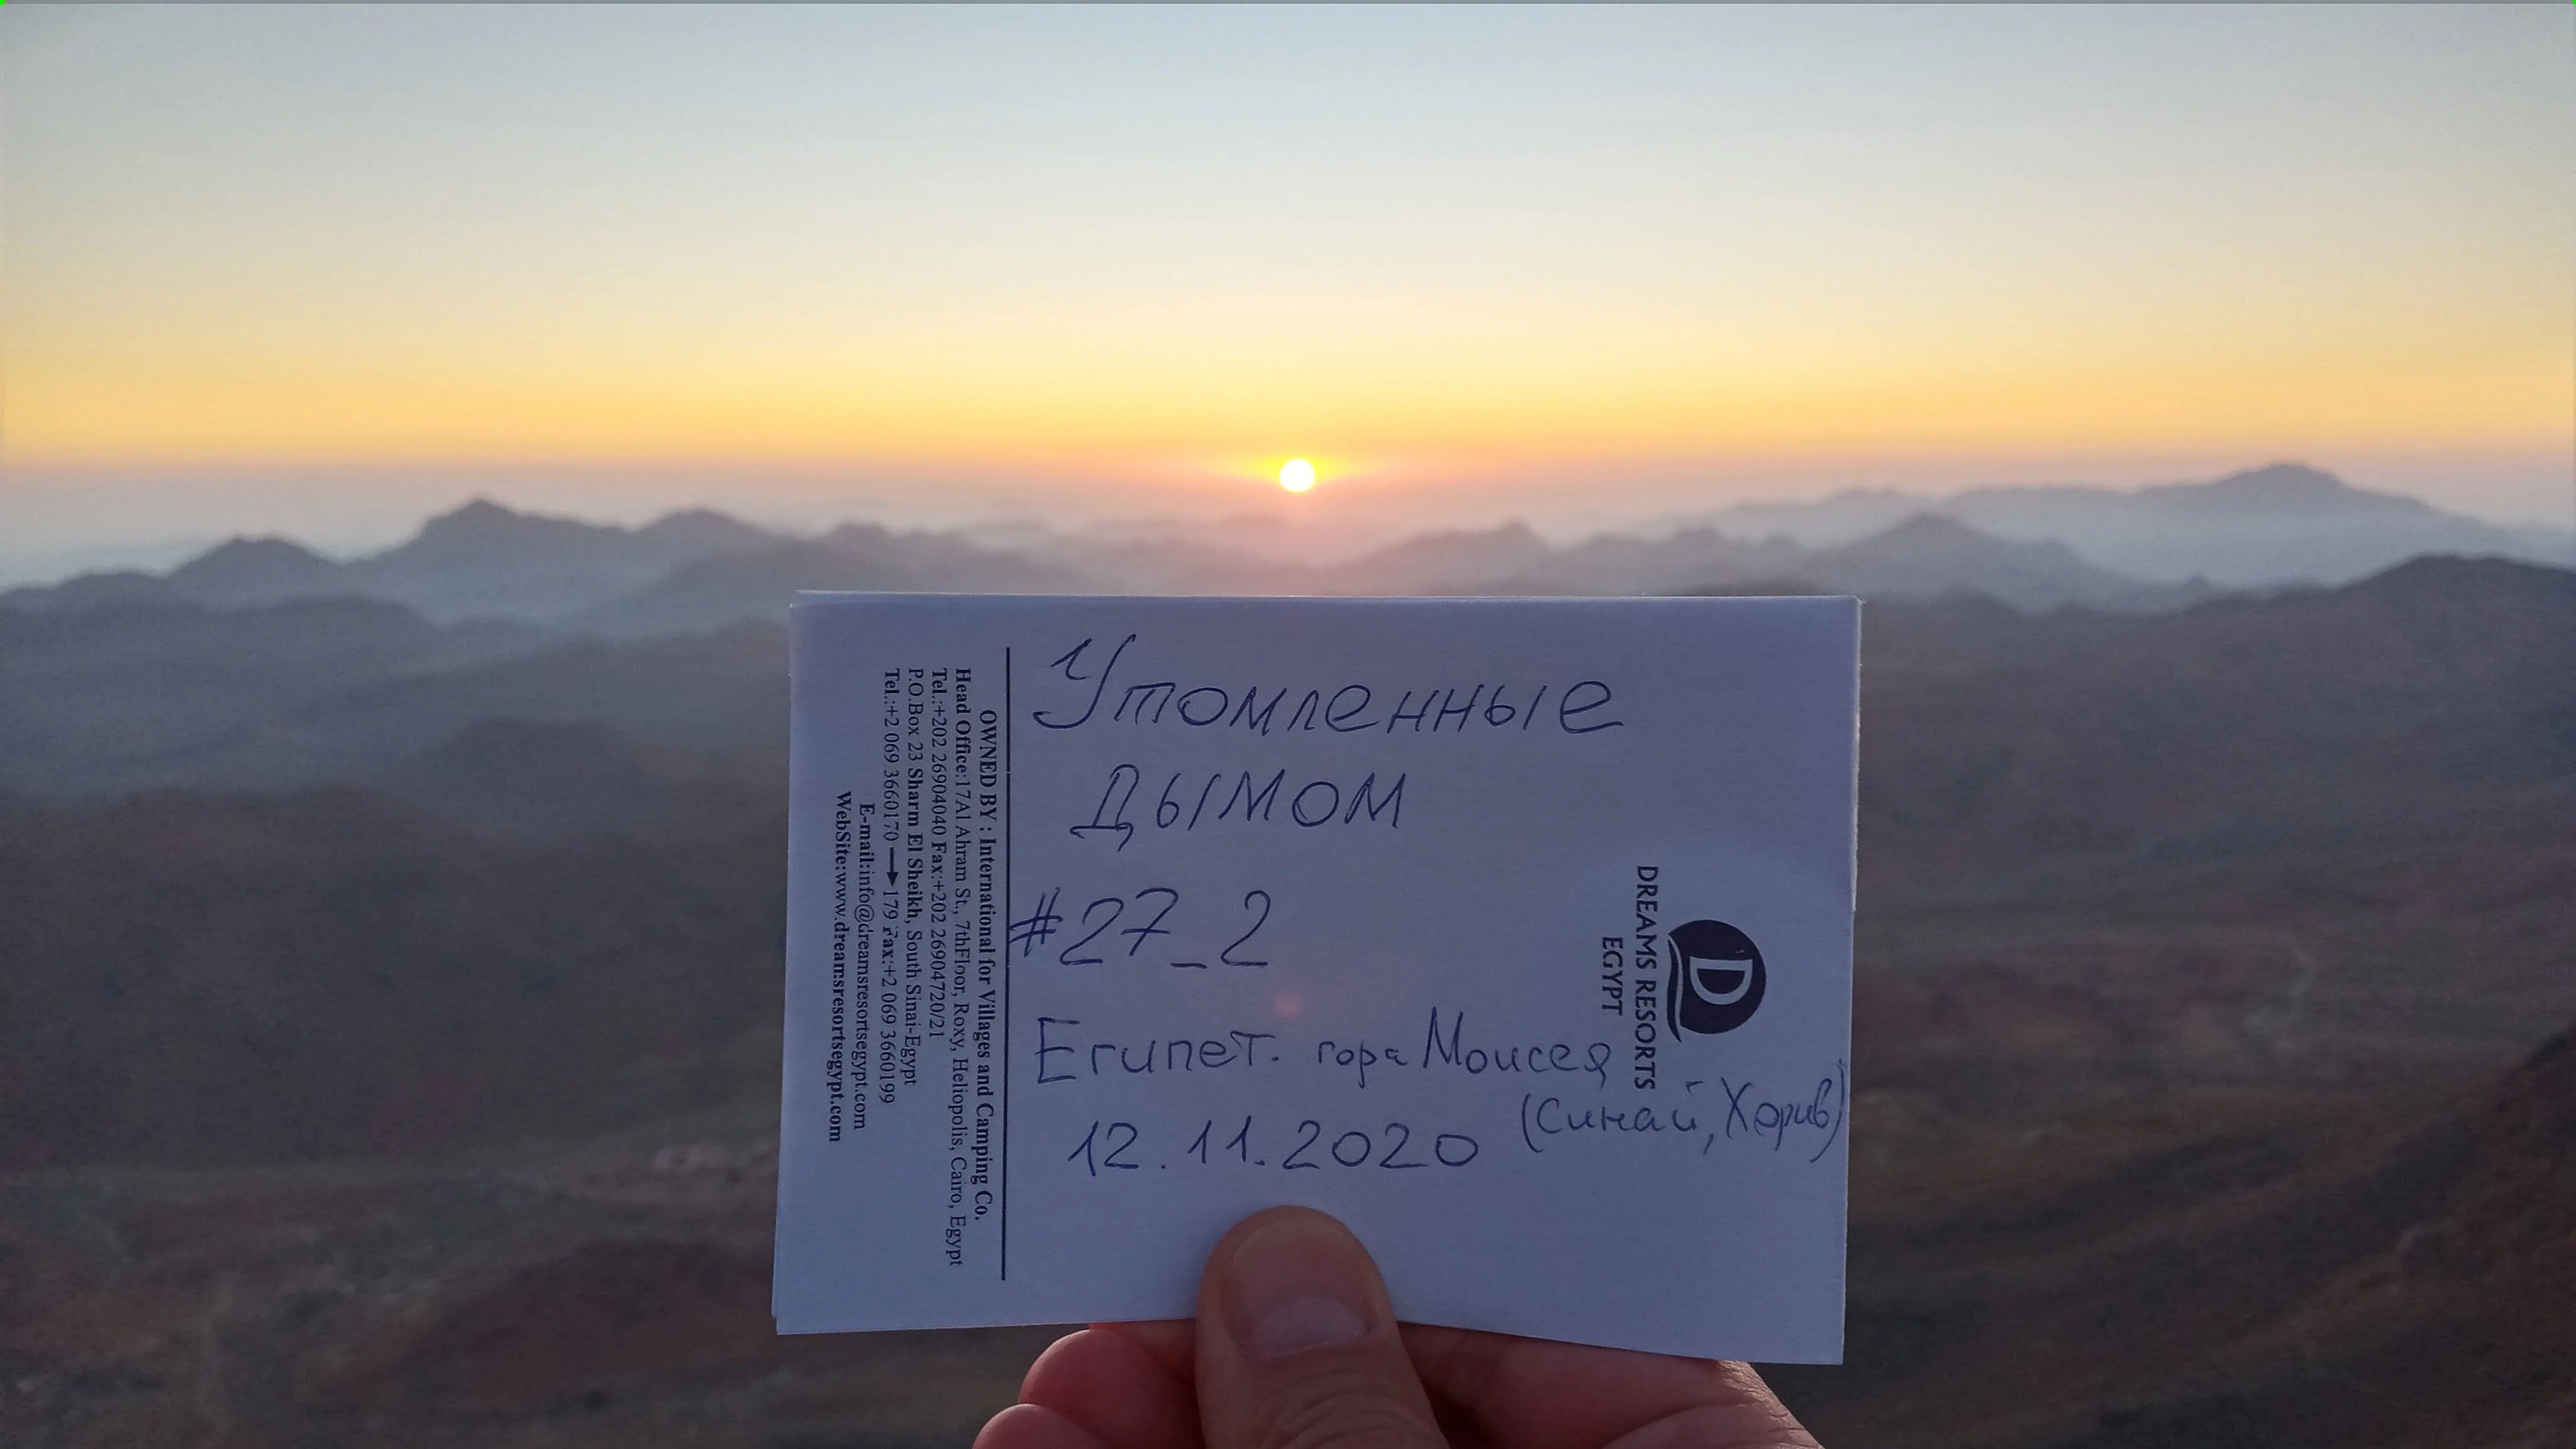 Утомленные
дымом
#27_2
Египет. гора Моисея
(Синай, Хорив)
12.11.2020
D
DREAMS RESORTS
EGYPT
OWNED BY : International for Villages and Camping Co.
Head Office:17Al Ahram St., 7thFloor, Roxy, Heliopolis, Cairo, Egypt
Tel.:+202 26904040 Fax:+202 26904720/21
P.O.Box 23 Sharm El Sheikh, South Sinai-Egypt
Tel.:+2 069 3660170 → 179 Fax:+2 069 3660199
E-mail:info@dreamsresortsegypt.com
WebSite:www.dreamsresortsegypt.com